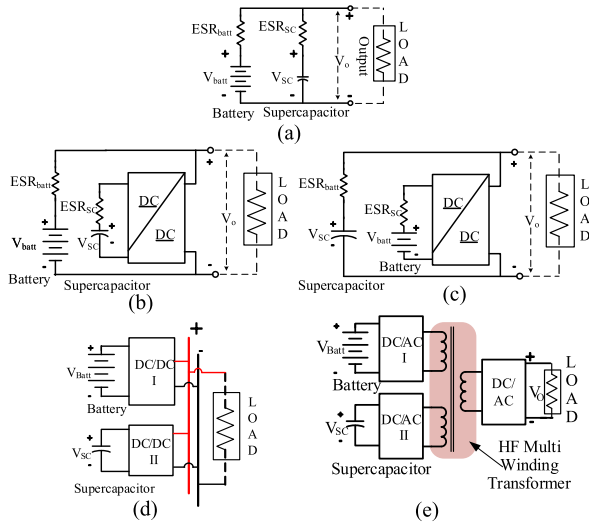 ESRbatt
ESRSC
+
+
+
Vbatt
VSC
-
-
-
Vo
Output
LOAD
Battery Supercapacitor
(a)
ESRbatt
ESRSC
+
+
Vbatt
VSC
-
-
DC
DC
+
-
Vo
LOAD
Battery
Supercapacitor
(b)
ESRbatt
ESRSC
+
+
VSC
Vbatt
-
-
Battery
DC
DC
+
-
Vo
LOAD
Supercapacitor
(c)
+
-
+
VBatt
-
DC/DC
I
Battery
+
VSC
-
DC/DC
II
Supercapacitor
LOAD
(d)
+
VBatt
-
DC/AC
I
Battery
+
VSC
-
DC/AC
II
Supercapacitor
DC/
AC
+
VO
-
LOAD
HF Multi
Winding
Transformer
(e)